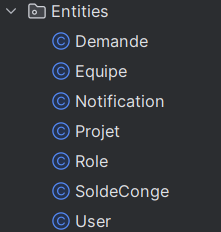 Entities
Demande
Equipe
Notification
Projet
Role
SoldeConge
User